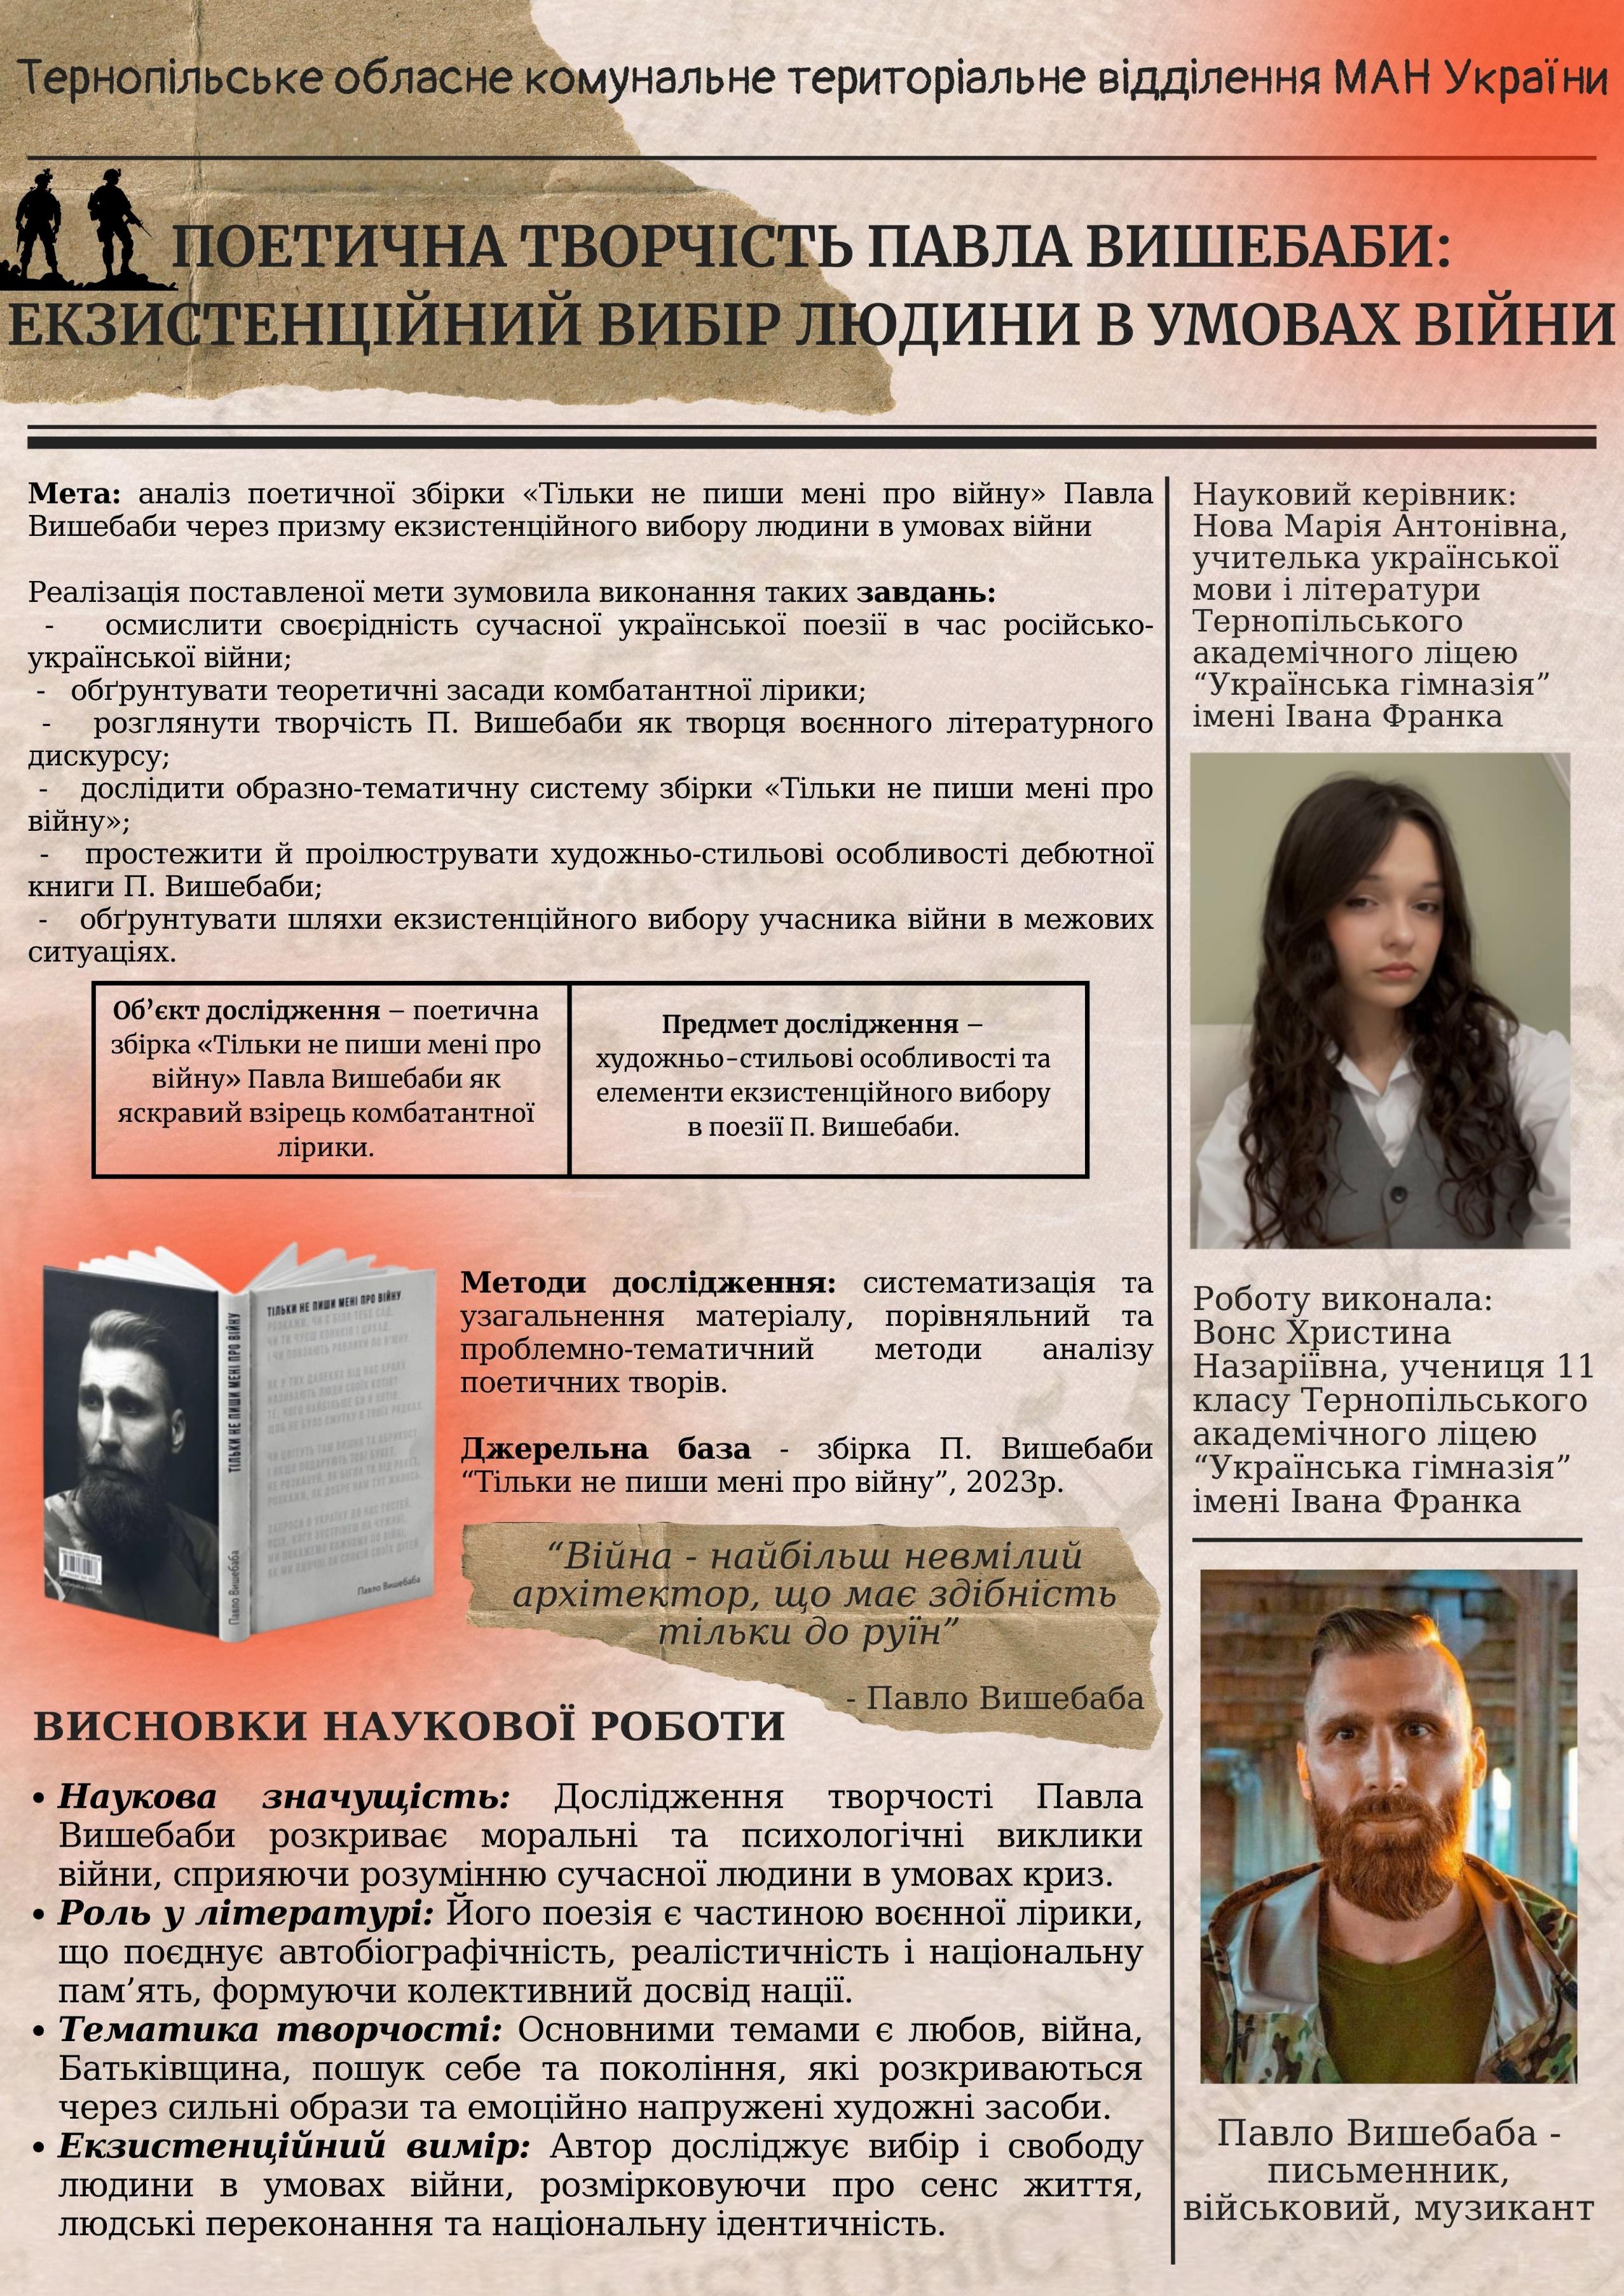 Тернопільське обласне комунальне територіальне відділення МАН України
ПОЕТИЧНА ТВОРЧІСТЬ ПАВЛА ВИШЕБАБИ:
ЕКЗИСТЕНЦІЙНИЙ ВИБІР ЛЮДИНИ В УМОВАХ ВІЙНИ
Мета: аналіз поетичної збірки «Тільки не пиши мені про війну» Павла
Вишебаби через призму екзистенційного вибору людини в умовах війни
Реалізація поставленої мети зумовила виконання таких завдань:
- осмислити своєрідність сучасної української поезії в час російсько-
української війни;
- обґрунтувати теоретичні засади комбатантної лірики;
- розглянути творчість П. Вишебаби як творця воєнного літературного
дискурсу;
- дослідити образно-тематичну систему збірки «Тільки не пиши мені про
війну»;
- простежити й проілюструвати художньо-стильові особливості дебютної
книги П. Вишебаби;
- обґрунтувати шляхи екзистенційного вибору учасника війни в межових
ситуаціях.
Об’єкт дослідження – поетична
збірка «Тільки не пиши мені про
війну» Павла Вишебаби як
яскравий взірець комбатантної
лірики.
Предмет дослідження –
художньо-стильові особливості та
елементи екзистенційного вибору
в поезії П. Вишебаби.
ТІЛЬКИ НЕ ПИШИ МЕНІ ПРО ВІЙНУ
Павло Вишебаба
ТІЛЬКИ НЕ ПИШИ МЕНІ ПРО ВІЙНУ
Павло Вишебаба
Методи дослідження: систематизація та
узагальнення матеріалу, порівняльний та
проблемно-тематичний методи аналізу
поетичних творів.
Джерельна база - збірка П. Вишебаби
“Тільки не пиши мені про війну”, 2023р.
“Війна - найбільш невмілий
архітектор, що має здібність
тільки до руїн”
- Павло Вишебаба
ВИСНОВКИ НАУКОВОЇ РОБОТИ
• Наукова значущість: Дослідження творчості Павла
Вишебаби розкриває моральні та психологічні виклики
війни, сприяючи розумінню сучасної людини в умовах криз.
• Роль у літературі: Його поезія є частиною воєнної лірики,
що поєднує автобіографічність, реалістичність і національну
пам’ять, формуючи колективний досвід нації.
• Тематика творчості: Основними темами є любов, війна,
Батьківщина, пошук себе та покоління, які розкриваються
через сильні образи та емоційно напружені художні засоби.
• Екзистенційний вимір: Автор досліджує вибір і свободу
людини в умовах війни, розмірковуючи про сенс життя,
людські переконання та національну ідентичність.
Науковий керівник:
Нова Марія Антонівна,
учителька української
мови і літератури
Тернопільського
академічного ліцею
“Українська гімназія”
імені Івана Франка
Роботу виконала:
Вонс Христина
Назаріївна, учениця 11
класу Тернопільського
академічного ліцею
“Українська гімназія”
імені Івана Франка
Павло Вишебаба -
письменник,
військовий, музикант